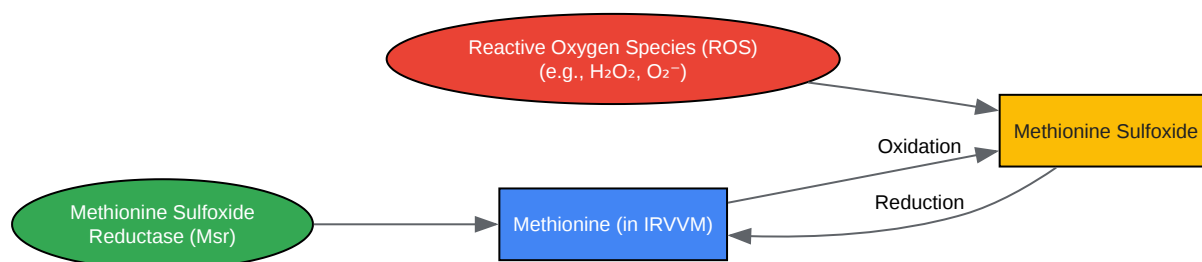 Reactive Oxygen Species (ROS)
(e.g., H₂O₂, O₂⁻)
Methionine Sulfoxide
Oxidation
Reduction
Methionine Sulfoxide
Reductase (Msr)
Methionine (in IRVVM)